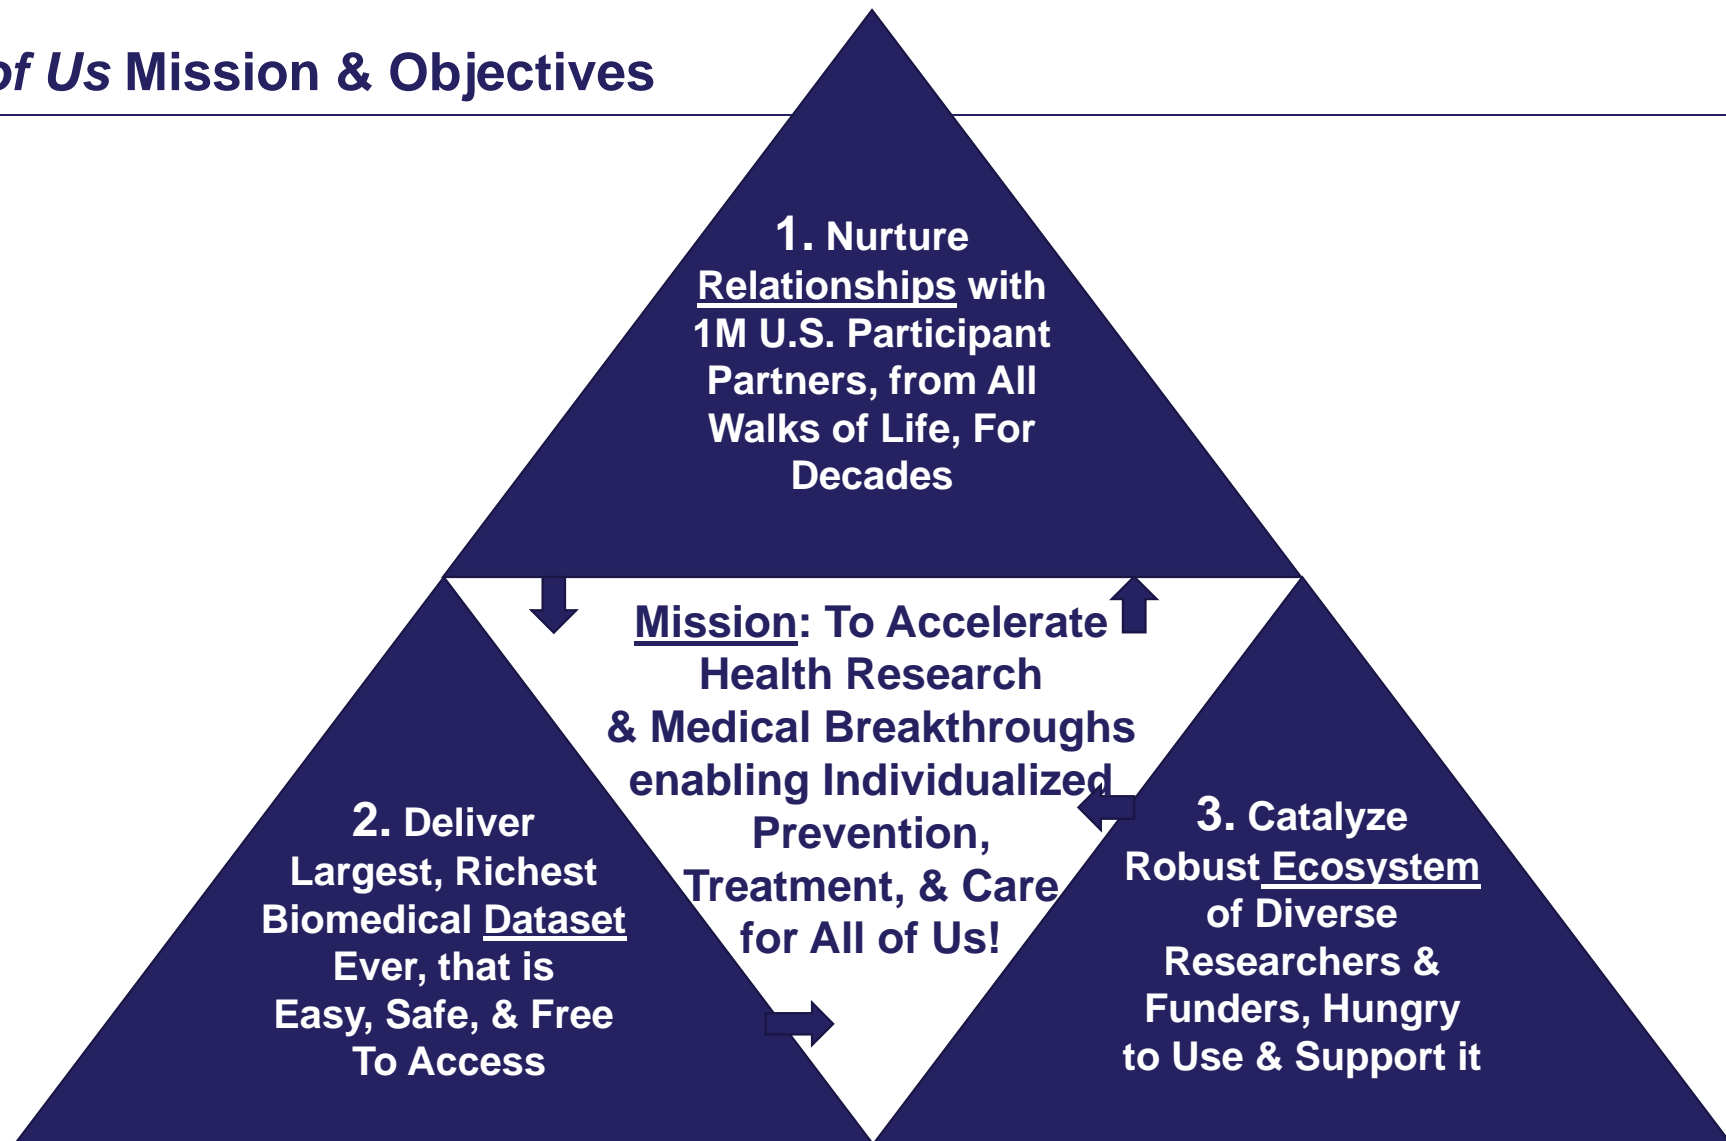 of Us Mission & Objectives
1. Nurture
Relationships with
1M U.S. Participant
Partners, from All
Walks of Life, For
Decades
Mission: To Accelerate
Health Research
& Medical Breakthroughs
enabling Individualized
Prevention,
Treatment, & Care
for All of Us!
2. Deliver
Largest, Richest
Biomedical Dataset
Ever, that is
Easy, Safe, & Free
To Access
3. Catalyze
Robust Ecosystem
of Diverse
Researchers &
Funders, Hungry
to Use & Support it